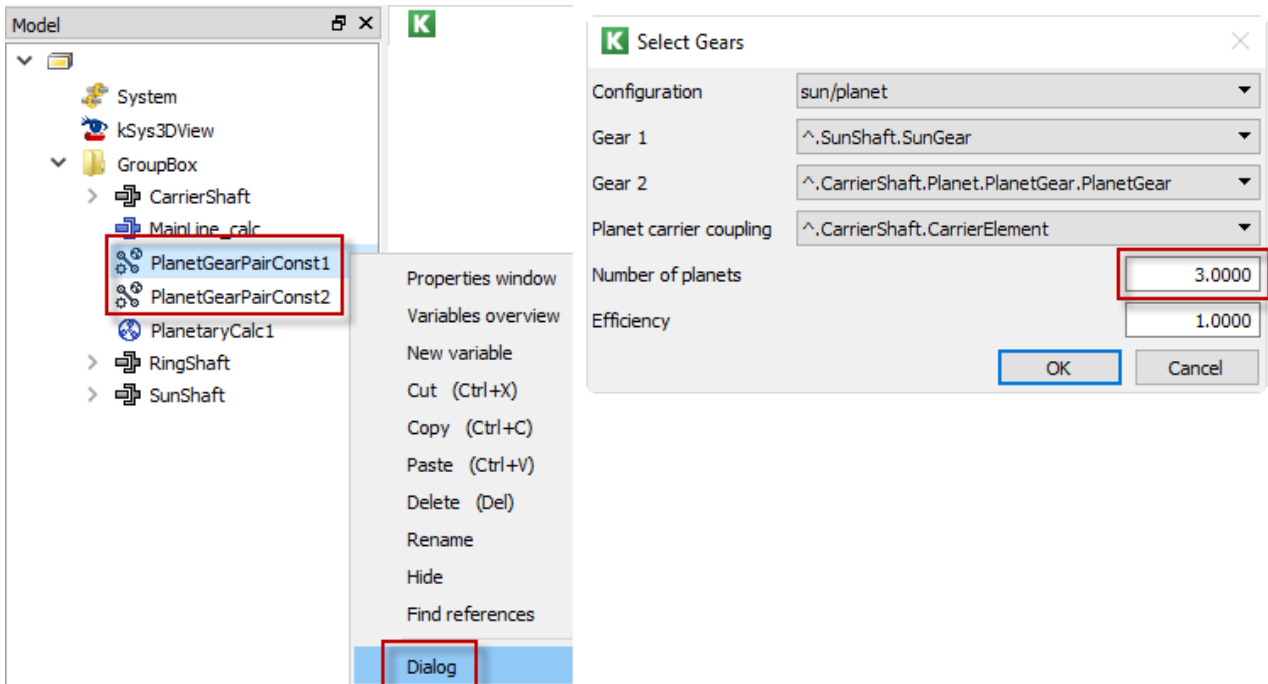 Model
System
kSys3DView
GroupBox
CarrierShaft
MainLine_calc
PlanetGearPairConst1
PlanetGearPairConst2
PlanetaryCalc1
RingShaft
SunShaft
K
Properties window
Variables overview
New variable
Cut (Ctrl+X)
Copy (Ctrl+C)
Paste (Ctrl+V)
Delete (Del)
Rename
Hide
Find references
Dialog
K Select Gears
Configuration sun/planet
Gear 1 ^.SunShaft.SunGear
Gear 2 ^.CarrierShaft.Planet.PlanetGear.PlanetGear
Planet carrier coupling ^.CarrierShaft.CarrierElement
Number of planets 3.0000
Efficiency 1.0000
OK Cancel